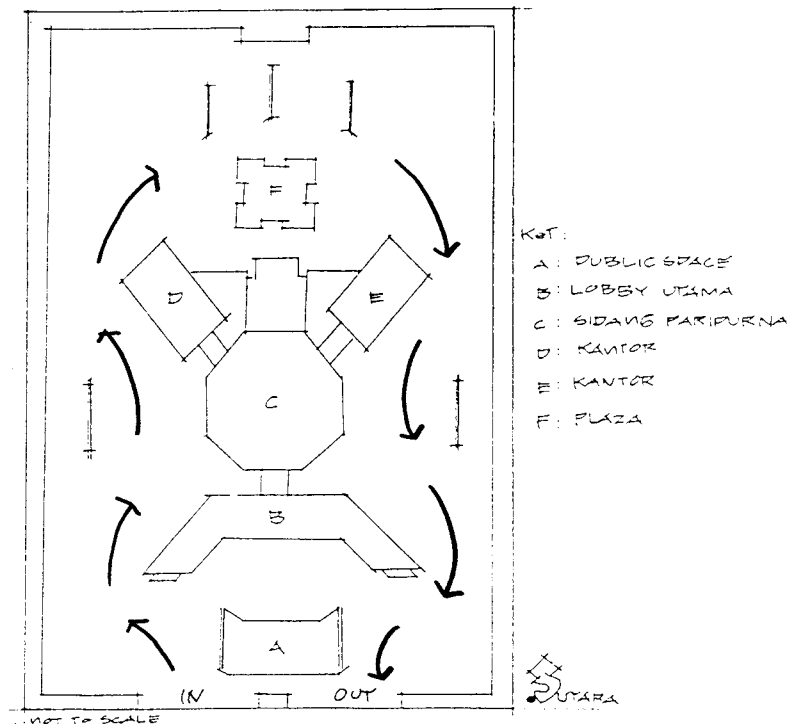 F
D
E
C
B
A
IN
OUT
KET:
A: PUBLIC SPACE
B: LOBBY UTAMA
C: SIDANG PARIPURNA
D: KANTOR
E: KANTOR
F: PLAZA
UTARA
NOT TO SCALE